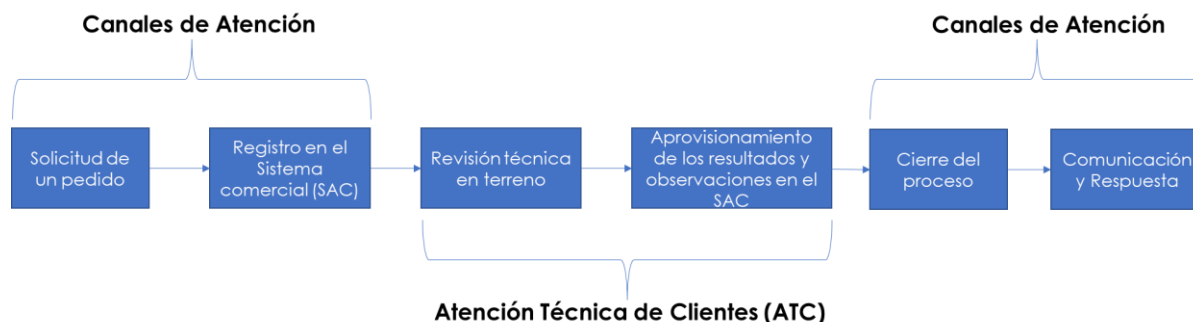 Canales de Atención
Canales de Atención
Solicitud de
un pedido
Registro en el
Sistema
comercial (SAC)
Revisión técnica
en terreno
Aprovisionamiento
de los resultados y
observaciones en el
SAC
Cierre del
proceso
Comunicación
y Respuesta
Atención Técnica de Clientes (ATC)